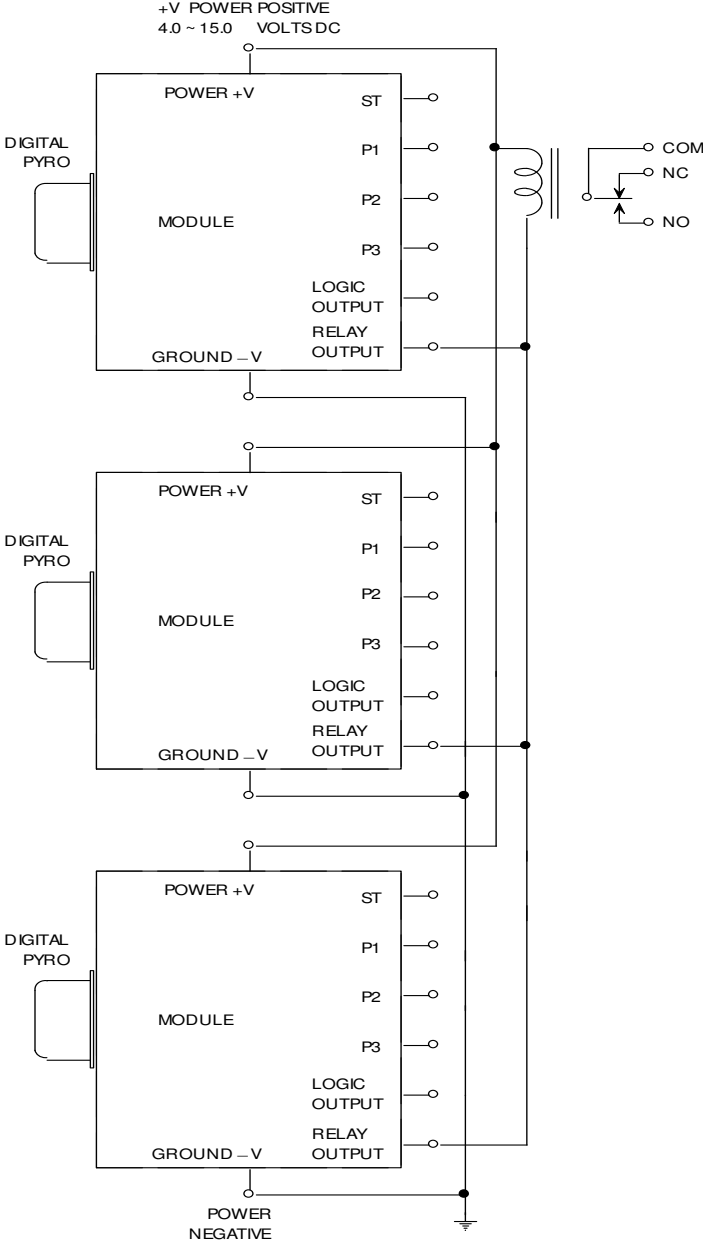 +V POWER POSITIVE
4.0 ~ 15.0 VOLTS DC
POWER +V
ST
DIGITAL
PYRO
P1
COM
NC
P2
MODULE
NO
P3
LOGIC
OUTPUT
RELAY
OUTPUT
GROUND – V
POWER +V
ST
DIGITAL
PYRO
P1
P2
MODULE
P3
LOGIC
OUTPUT
RELAY
OUTPUT
GROUND – V
POWER +V
ST
DIGITAL
PYRO
P1
P2
MODULE
P3
LOGIC
OUTPUT
RELAY
OUTPUT
GROUND – V
POWER
NEGATIVE